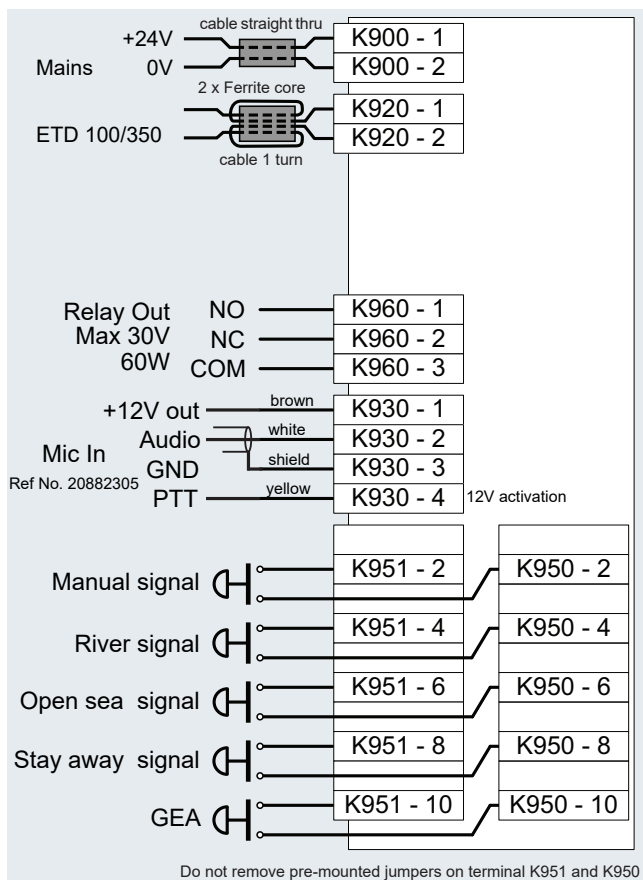 cable straight thru
+24V K900 - 1
Mains 0V K900 - 2
2 x Ferrite core
K920 - 1
ETD 100/350 K920 - 2
cable 1 turn
Relay Out NO K960 - 1
Max 30V NC K960 - 2
60W COM K960 - 3
+12V out brown K930 - 1
Audio white K930 - 2
Mic In
GND shield K930 - 3
Ref No. 20882305
PTT yellow K930 - 4 12V activation
Manual signal K951 - 2 K950 - 2
River signal K951 - 4 K950 - 4
Open sea signal K951 - 6 K950 - 6
Stay away signal K951 - 8 K950 - 8
GEA K951 - 10 K950 - 10
Do not remove pre-mounted jumpers on terminal K951 and K950